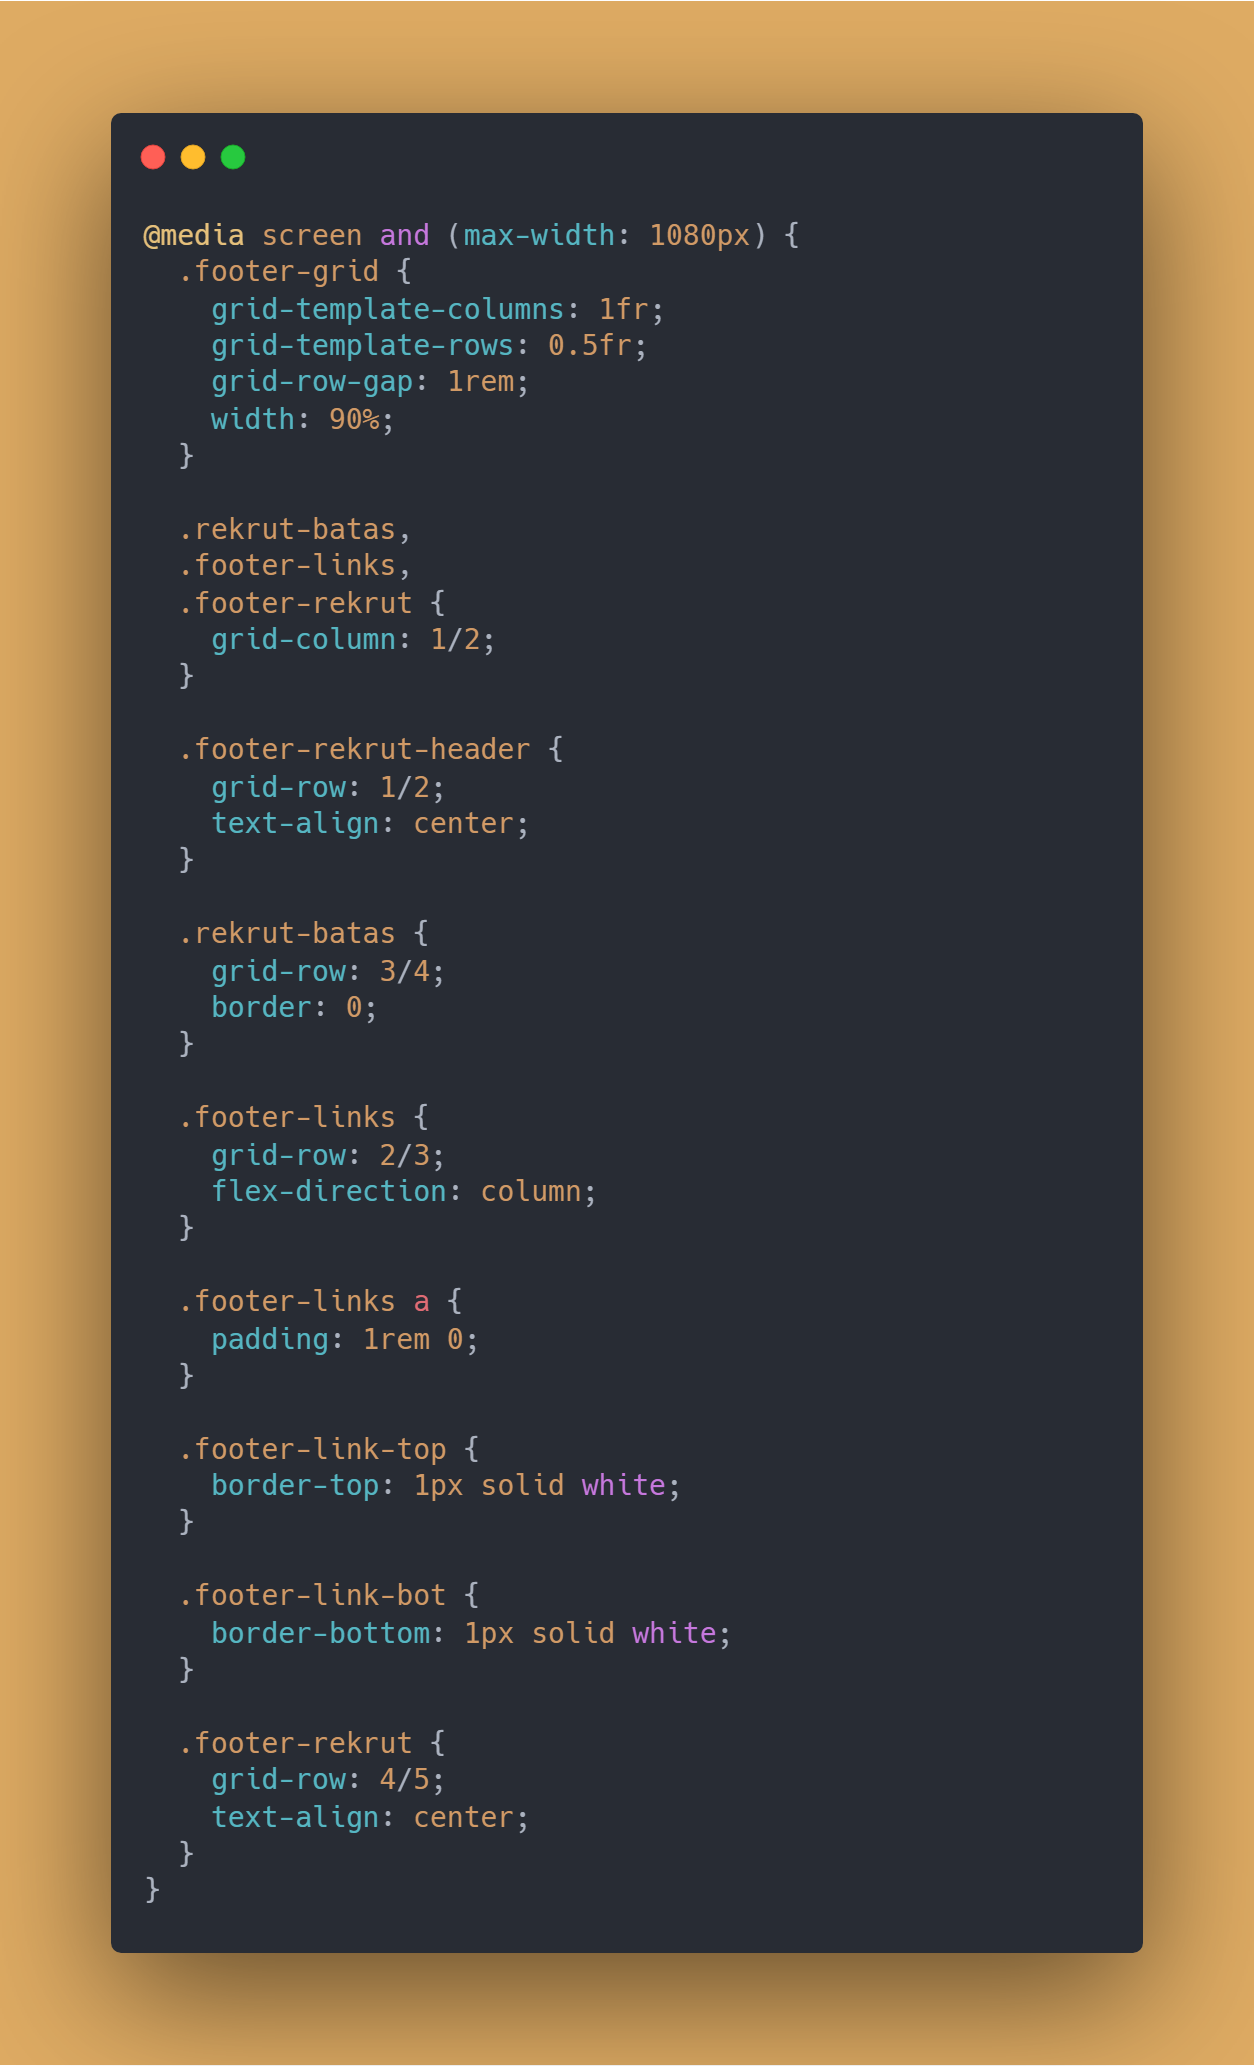 @media screen and (max-width: 1080px) {
  .footer-grid {
    grid-template-columns: 1fr;
    grid-template-rows: 0.5fr;
    grid-row-gap: 1rem;
    width: 90%;
  }

  .rekrut-batas,
  .footer-links,
  .footer-rekrut {
    grid-column: 1/2;
  }

  .footer-rekrut-header {
    grid-row: 1/2;
    text-align: center;
  }

  .rekrut-batas {
    grid-row: 3/4;
    border: 0;
  }

  .footer-links {
    grid-row: 2/3;
    flex-direction: column;
  }

  .footer-links a {
    padding: 1rem 0;
  }

  .footer-link-top {
    border-top: 1px solid white;
  }

  .footer-link-bot {
    border-bottom: 1px solid white;
  }

  .footer-rekrut {
    grid-row: 4/5;
    text-align: center;
  }
}